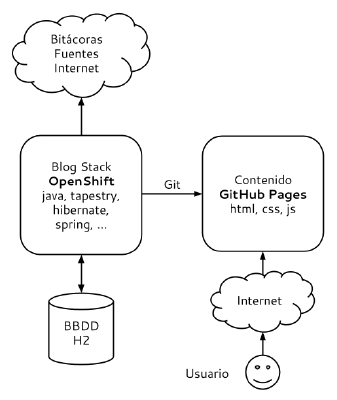 Bitácoras
Fuentes
Internet
Blog Stack
OpenShift
java, tapestry,
hibernate,
spring, ...
Git
Contenido
GitHub Pages
html, css, js
BBDD
H2
Internet
Usuario